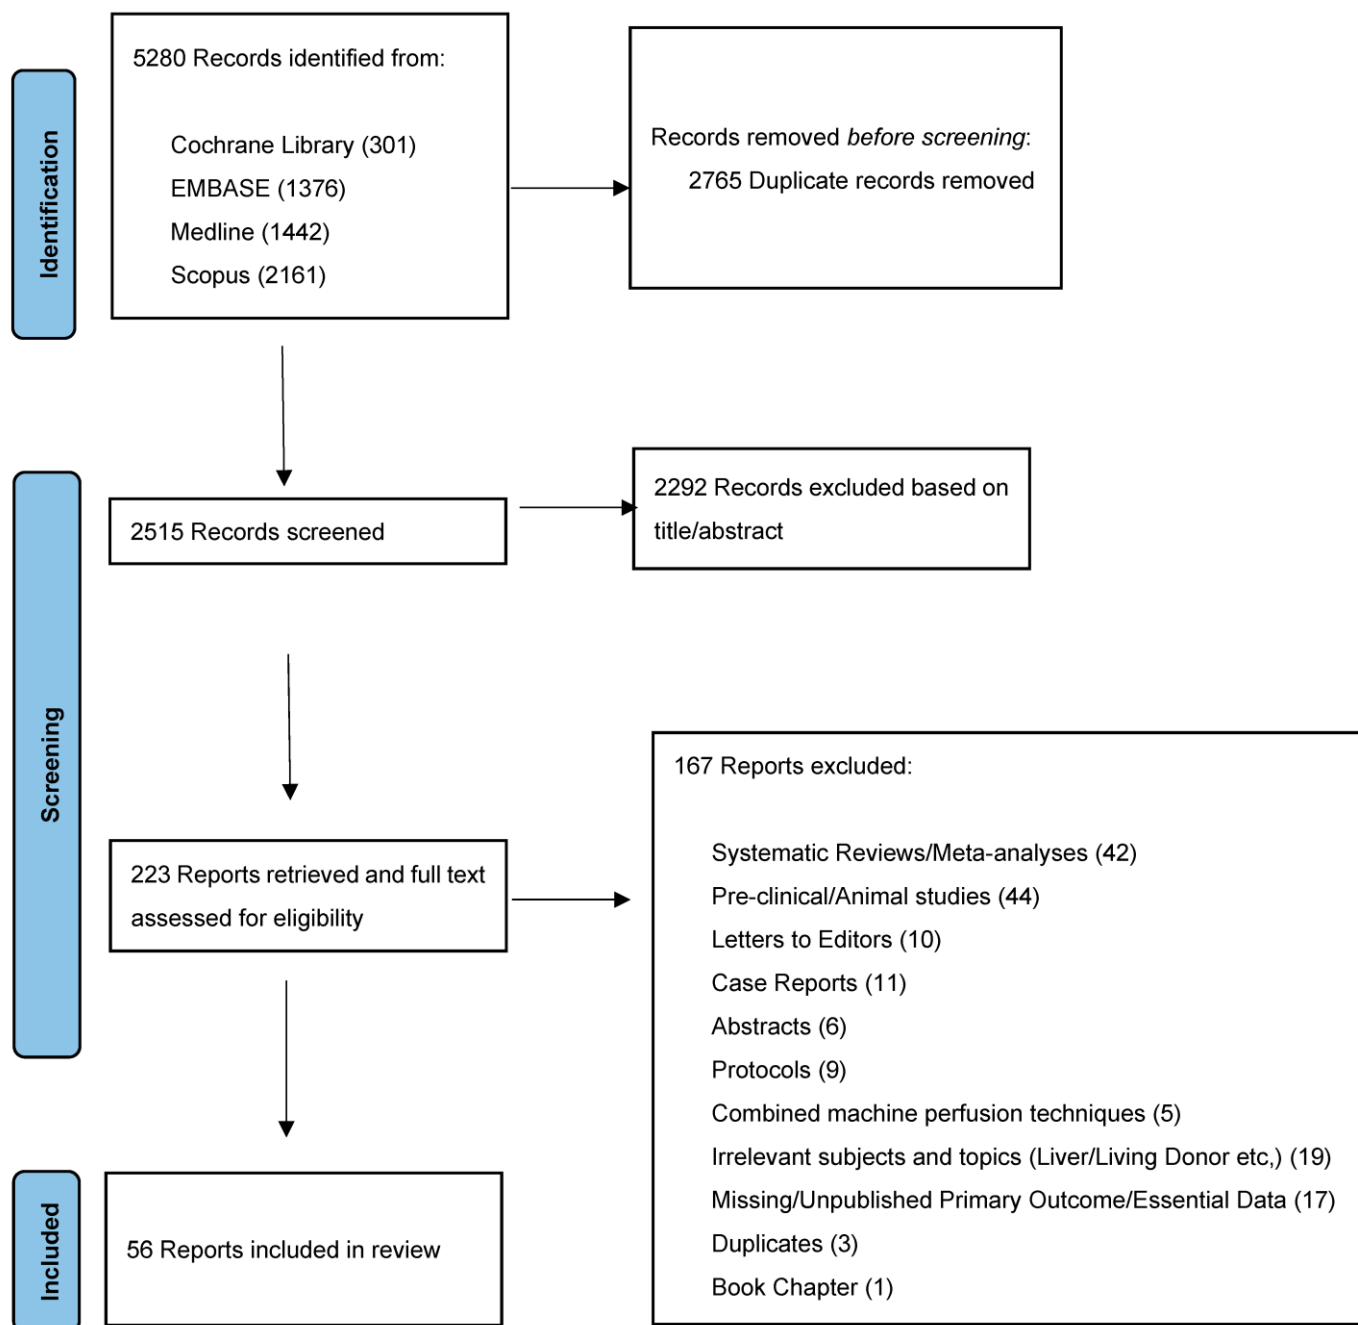 Identification
5280 Records identified from:
Cochrane Library (301)
EMBASE (1376)
Medline (1442)
Scopus (2161)
Records removed before screening:
2765 Duplicate records removed
Screening
2515 Records screened
2292 Records excluded based on
title/abstract
223 Reports retrieved and full text
assessed for eligibility
167 Reports excluded:
Systematic Reviews/Meta-analyses (42)
Pre-clinical/Animal studies (44)
Letters to Editors (10)
Case Reports (11)
Abstracts (6)
Protocols (9)
Combined machine perfusion techniques (5)
Irrelevant subjects and topics (Liver/Living Donor etc,) (19)
Missing/Unpublished Primary Outcome/Essential Data (17)
Duplicates (3)
Book Chapter (1)
Included
56 Reports included in review